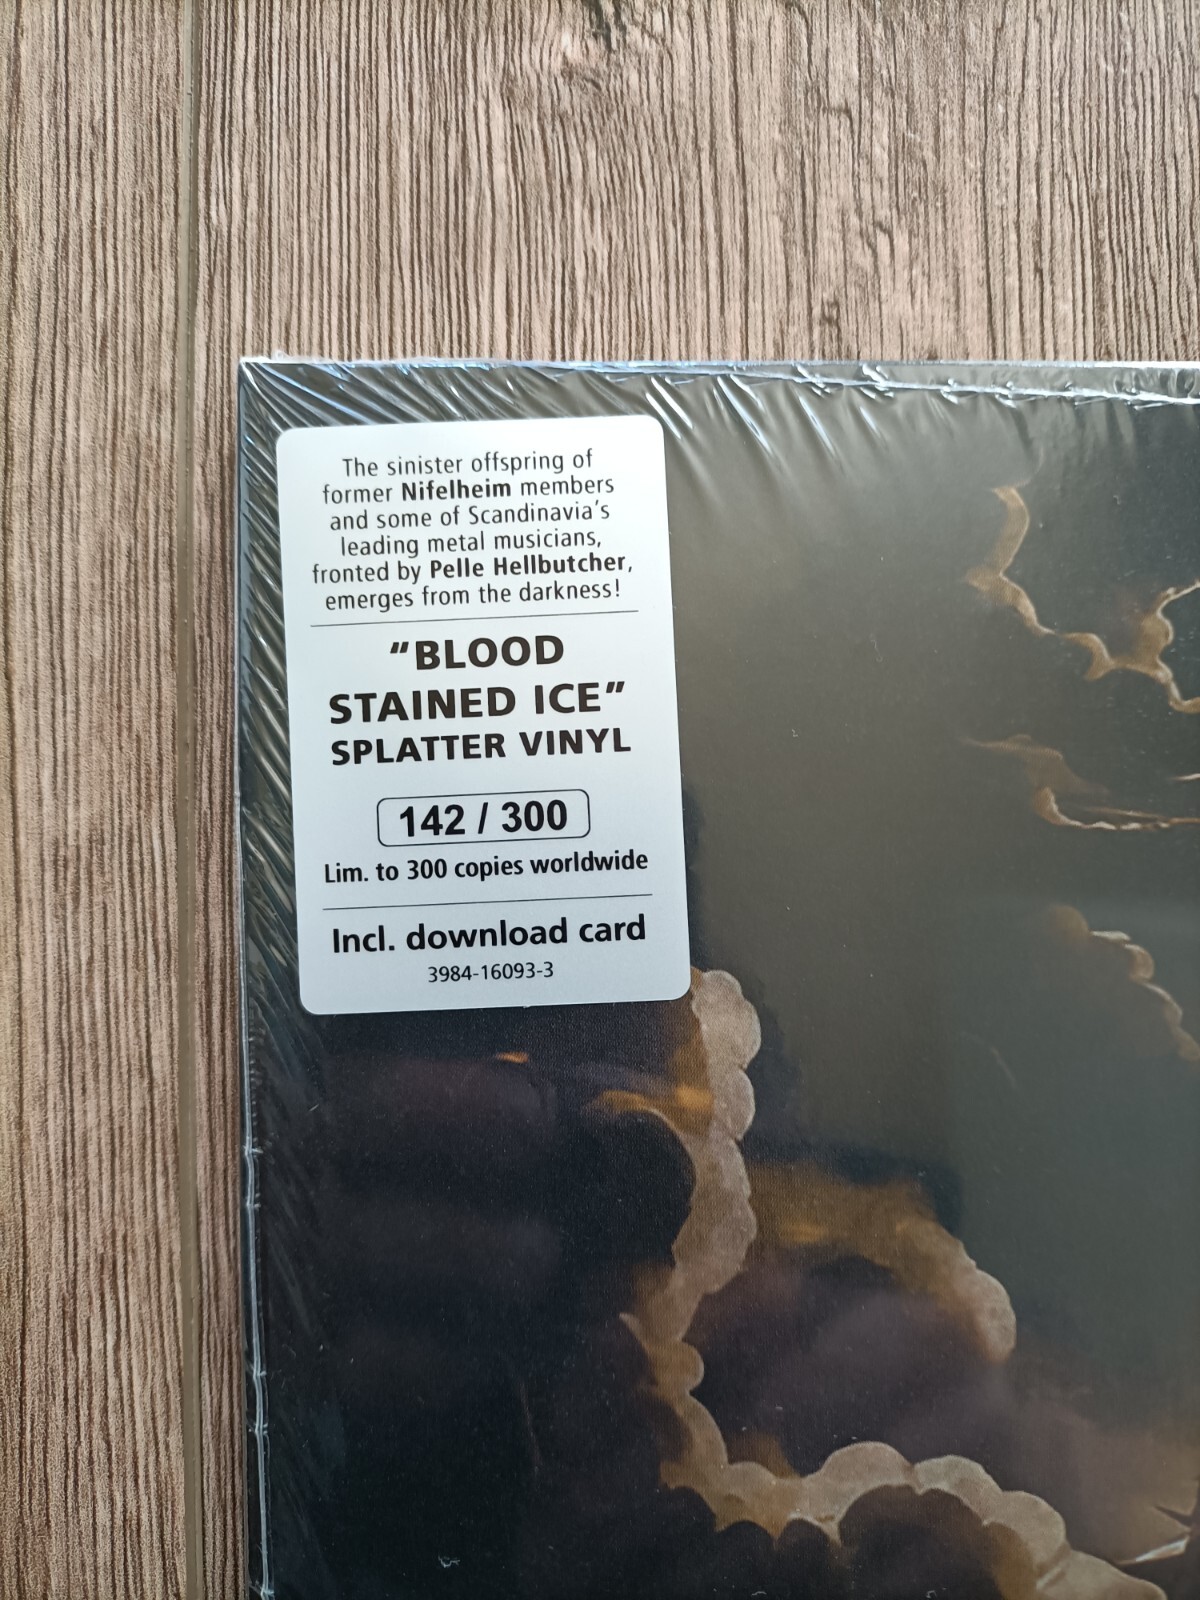 The sinister offspring of
former Nifelheim members
and some of Scandinavia's
leading metal musicians,
fronted by Pelle Hellbutcher,
emerges from the darkness!
"BLOOD
STAINED ICE"
SPLATTER VINYL
142 / 300
Lim. to 300 copies worldwide
Incl. download card
3984-16093-3